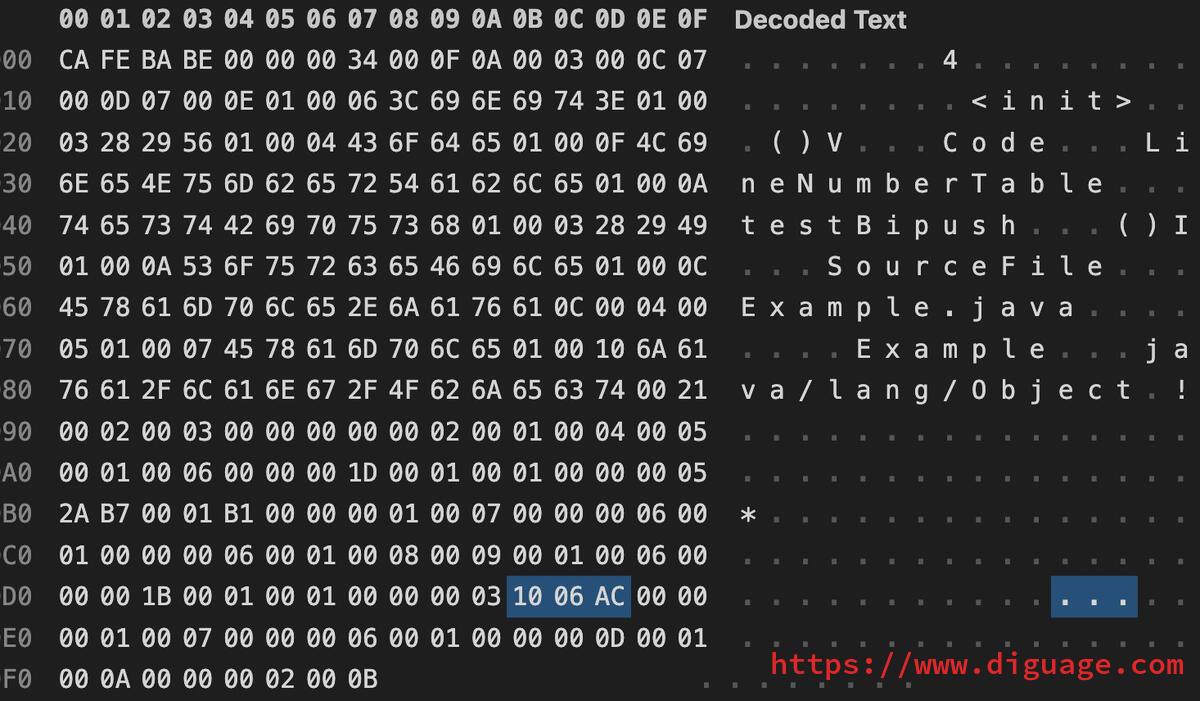 00 01 02 03 04 05 06 07 08 09 0A 0B 0C 0D 0E 0F Decoded Text
00 CA FE BA BE 00 00 00 34 00 0F 0A 00 03 00 0C 07 . . . . . . . 4 . . . . . . . .
10 00 0D 07 00 0E 01 00 06 3C 69 6E 69 74 3E 01 00 . . . . . . . . < i n i t > . .
20 03 28 29 56 01 00 04 43 6F 64 65 01 00 0F 4C 69 . ( ) V . . . C o d e . . . L i
30 6E 65 4E 75 6D 62 65 72 54 61 62 6C 65 01 00 0A n e N u m b e r T a b l e . . .
40 74 65 73 74 42 69 70 75 73 68 01 00 03 28 29 49 t e s t B i p u s h . . . ( ) I
50 01 00 0A 53 6F 75 72 63 65 46 69 6C 65 01 00 0C . . . S o u r c e F i l e . . .
60 45 78 61 6D 70 6C 65 2E 6A 61 76 61 0C 00 04 00 E x a m p l e . j a v a . . . .
70 05 01 00 07 45 78 61 6D 70 6C 65 01 00 10 6A 61 . . . . E x a m p l e . . . j a
80 76 61 2F 6C 61 6E 67 2F 4F 62 6A 65 63 74 00 21 v a / l a n g / O b j e c t . !
90 00 02 00 03 00 00 00 00 00 02 00 01 00 04 00 05 . . . . . . . . . . . . . . . .
A0 00 01 00 06 00 00 00 1D 00 01 00 01 00 00 00 05 . . . . . . . . . . . . . . . .
B0 2A B7 00 01 B1 00 00 00 01 00 07 00 00 00 06 00 * . . . . . . . . . . . . . . .
C0 01 00 00 00 06 00 01 00 08 00 09 00 01 00 06 00 . . . . . . . . . . . . . . . .
D0 00 00 1B 00 01 00 01 00 00 00 03 10 06 AC 00 00 . . . . . . . . . . . . . . . .
E0 00 01 00 07 00 00 00 06 00 01 00 00 00 0D 00 01 . . . . . . . . . . . . . . . .
F0 00 0A 00 00 00 02 00 0B . . . . . . . .
https://www.diguage.com